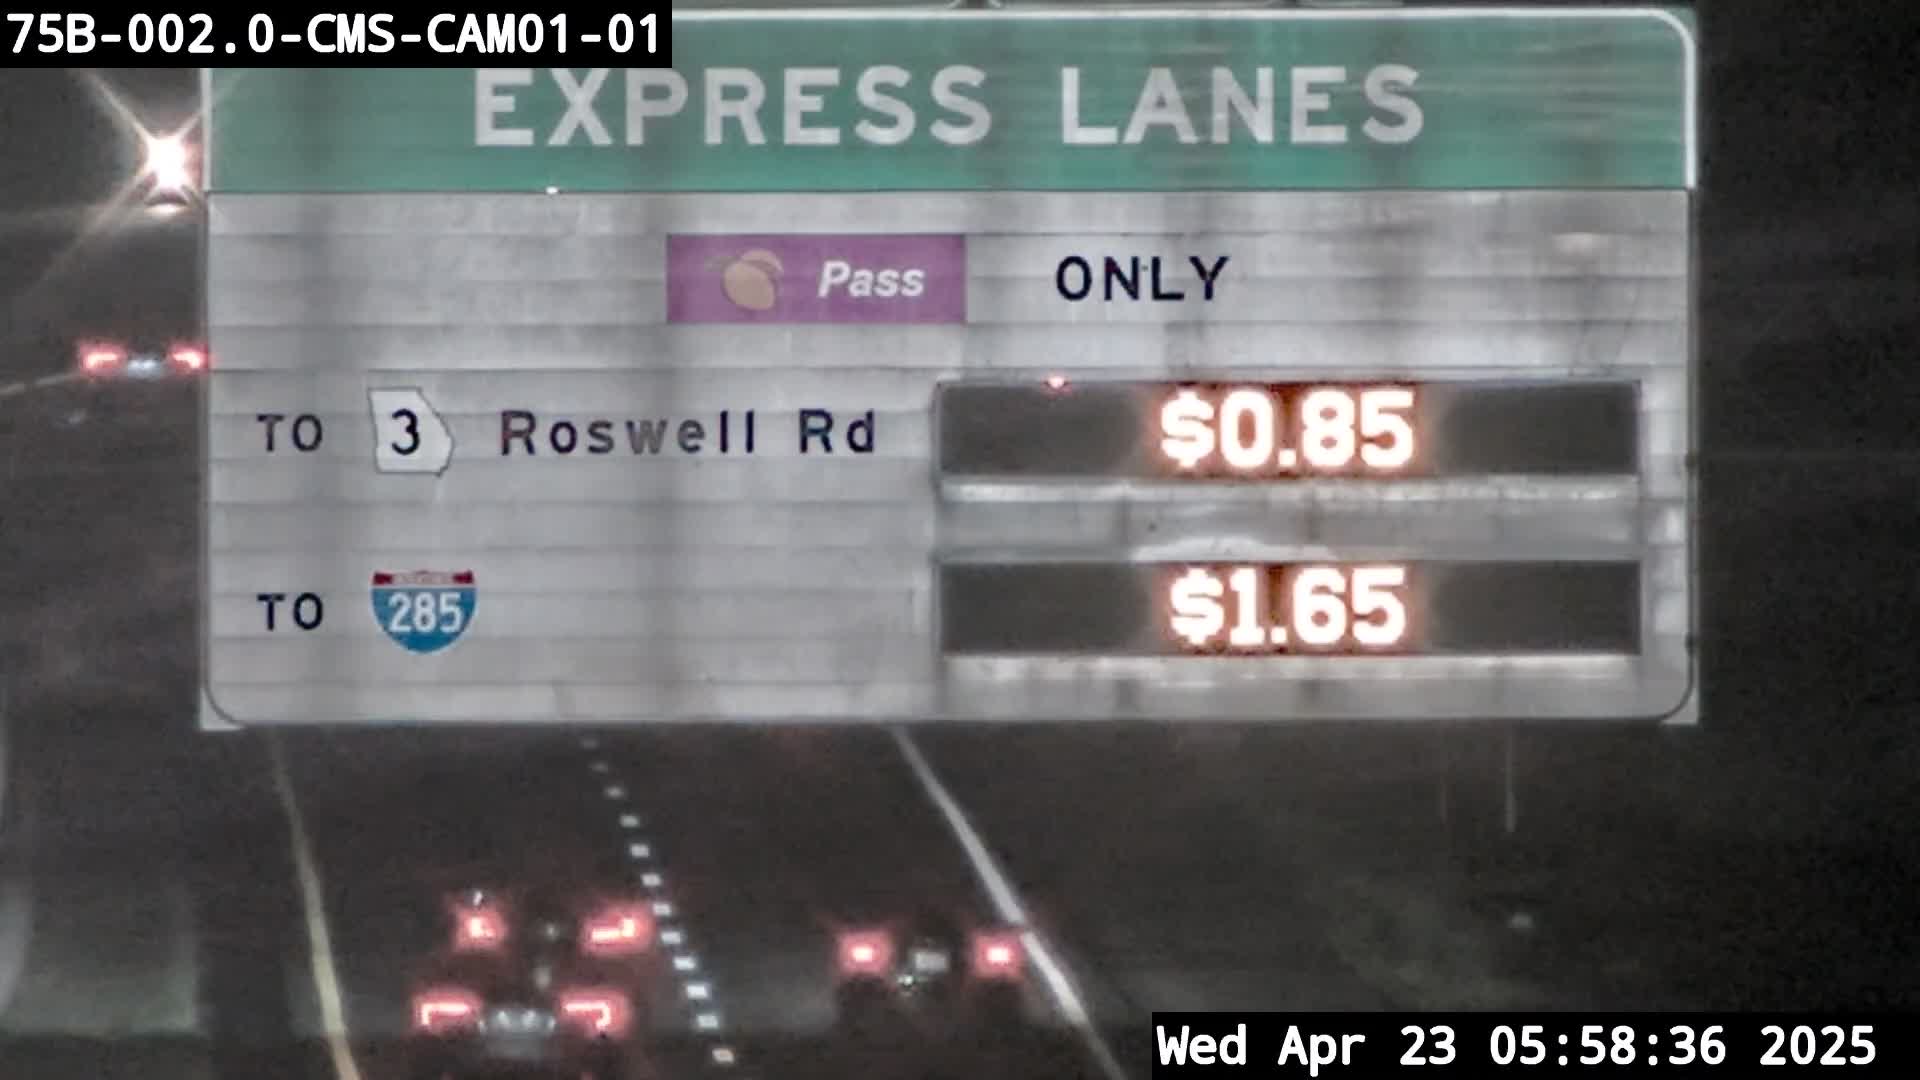 75B-002.0-CMS-CAM01-01
EXPRESS LANES
Pass ONLY
TO 3 Roswell Rd $0.85
TO 285 $1.65
Wed Apr 23 05:58:36 2025